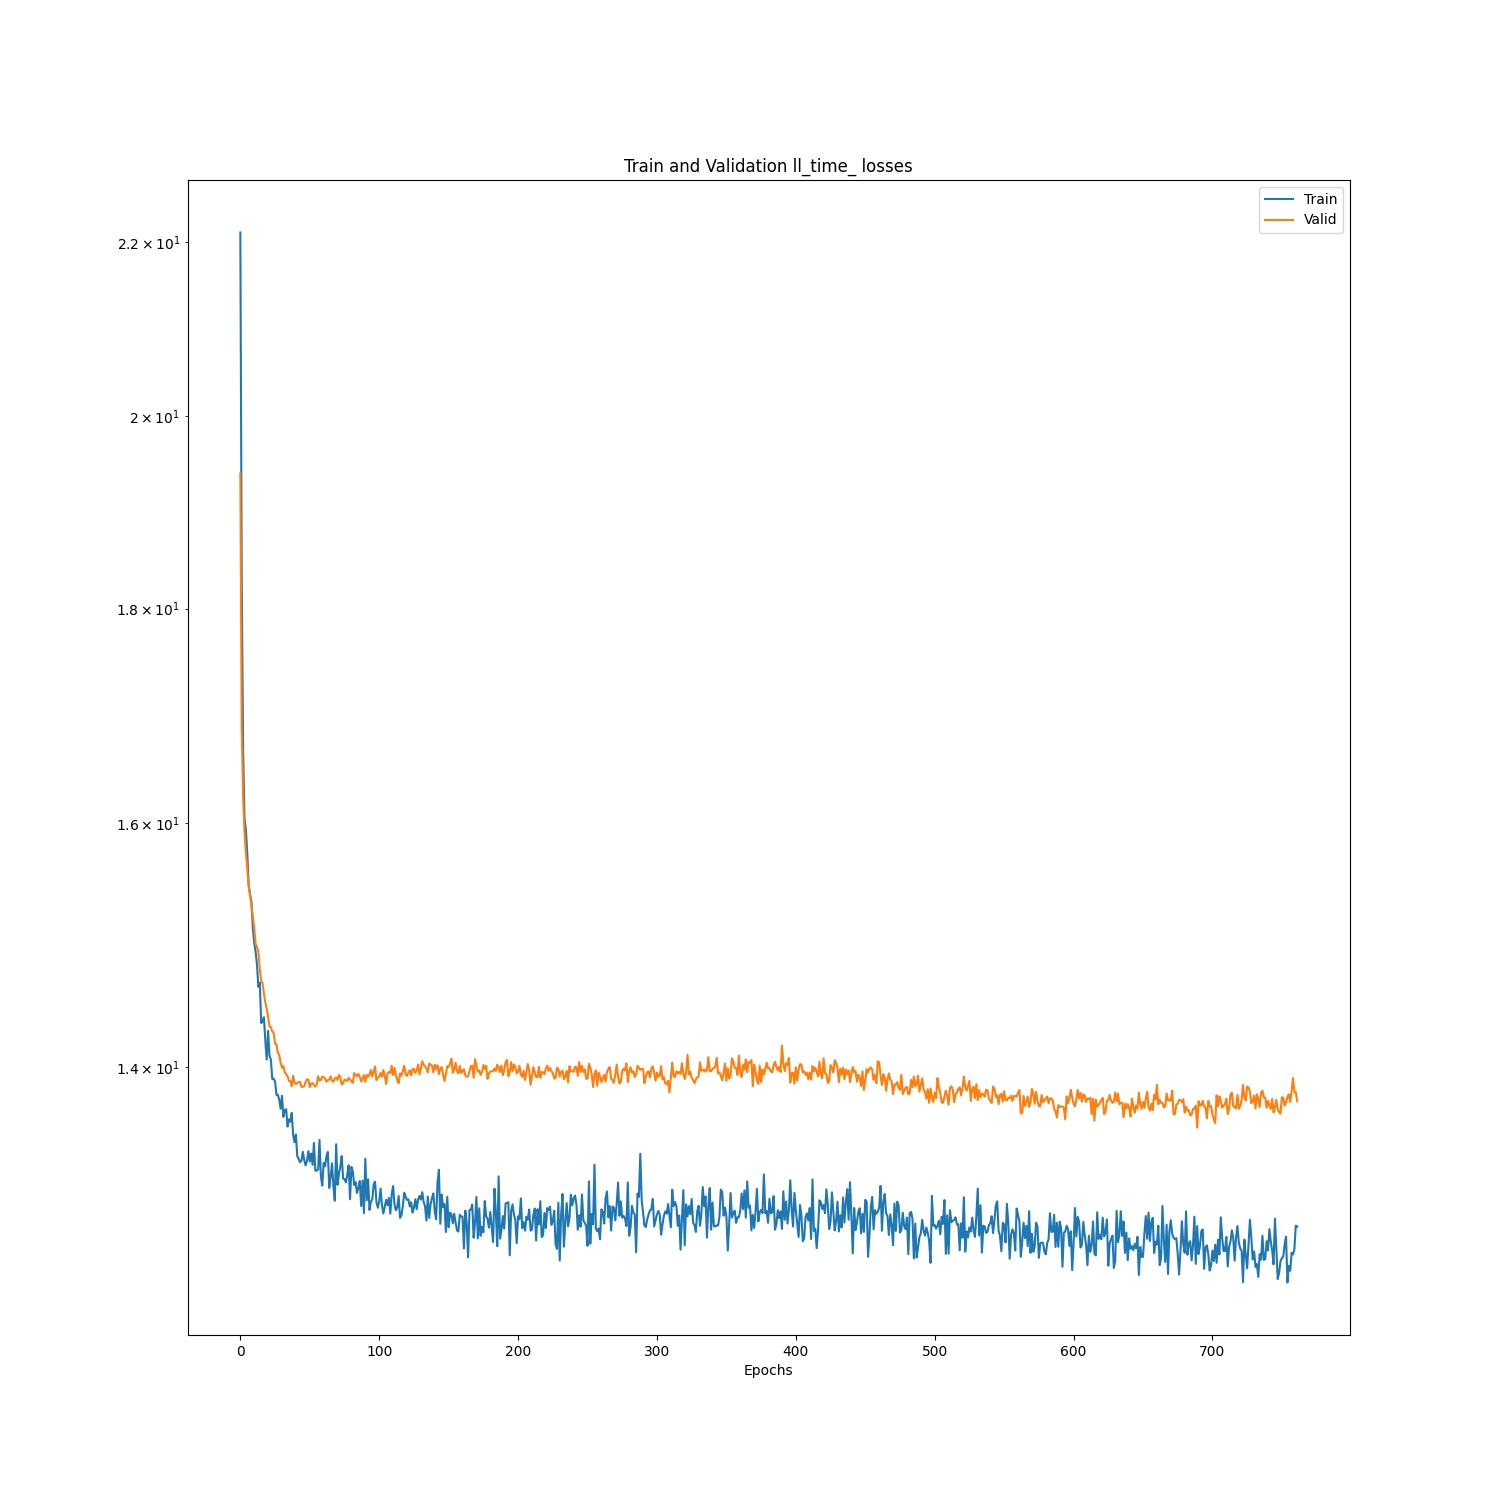 Train and Validation ll_time_ losses
Train
Valid
2.2 × 10¹
2 × 10¹
1.8 × 10¹
1.6 × 10¹
1.4 × 10¹
0 100 200 300 400 500 600 700
Epochs